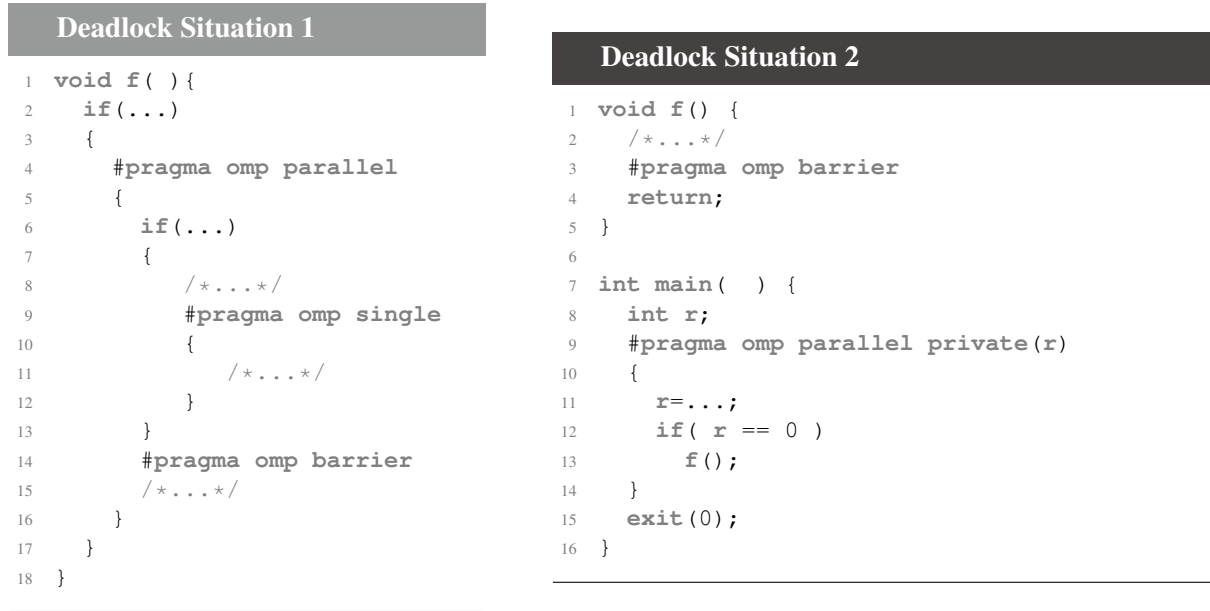 Deadlock Situation 1
1 void f( ){
2 if(...)
3 {
4 #pragma omp parallel
5 {
6 if(...)
7 {
8 /*...*/
9 #pragma omp single
10 {
11 /*...*/
12 }
13 }
14 #pragma omp barrier
15 /*...*/
16 }
17 }
18 }
Deadlock Situation 2
1 void f() {
2 /*...*/
3 #pragma omp barrier
4 return;
5 }
6
7 int main( ) {
8 int r;
9 #pragma omp parallel private(r)
10 {
11 r=...;
12 if( r == 0 )
13 f();
14 }
15 exit(0);
16 }